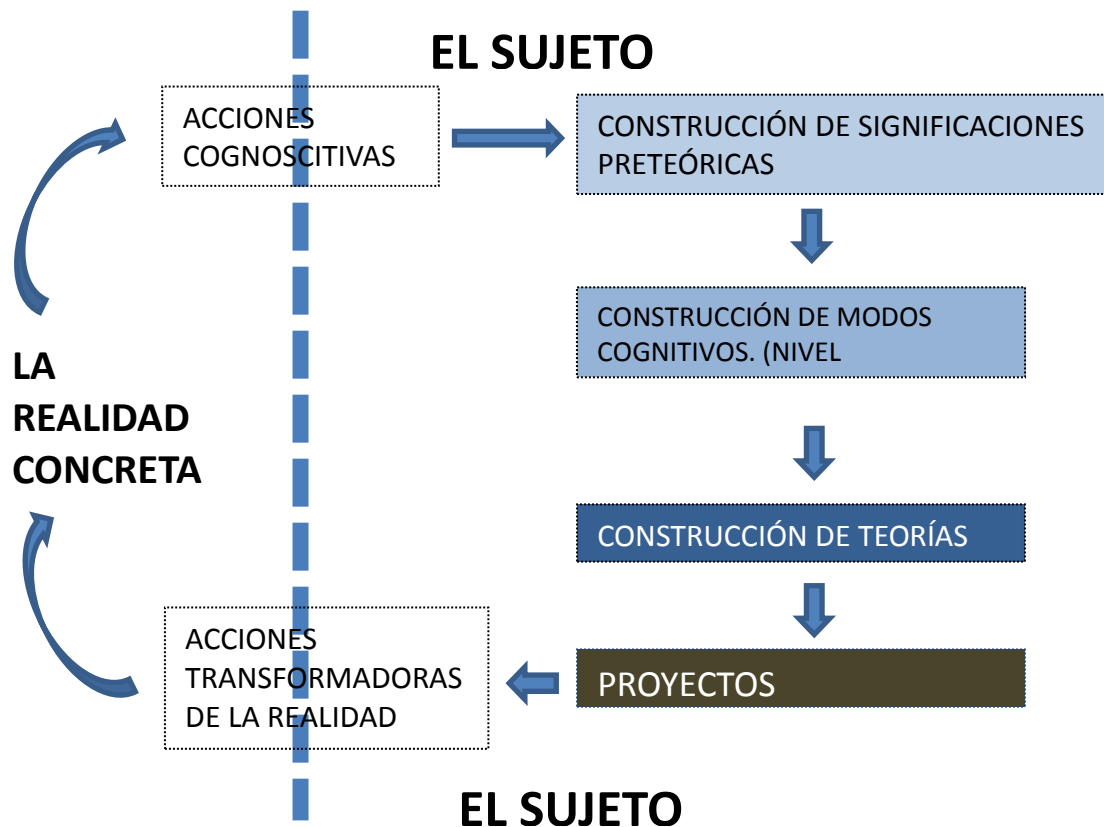 EL SUJETO
ACCIONES
COGNOSCITIVAS
CONSTRUCCIÓN DE SIGNIFICACIONES
PRETEÓRICAS
CONSTRUCCIÓN DE MODOS
COGNITIVOS. (NIVEL
LA
REALIDAD
CONCRETA
CONSTRUCCIÓN DE TEORÍAS
ACCIONES
TRANSFORMADORAS
DE LA REALIDAD
PROYECTOS
EL SUJETO